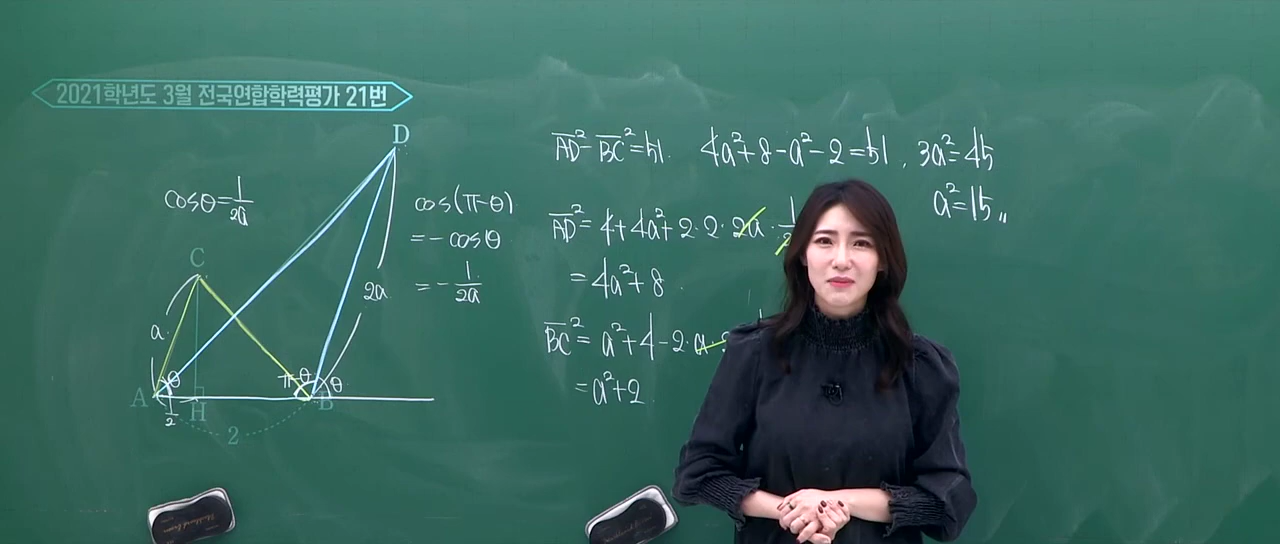 2021학년도 3월 전국연합학력평가 21번
D
cosθ=1/2a
C
a
θ
A
1/2
H
2
π-θ
B
θ
2a
cos(π-θ)
=-cosθ
=-1/2a
AD²-BC²=51. 4a²+8-a²-2=51, 3a²=45
a²=15
AD²=4+4a²+2·2·2a·
=4a²+8
BC²=a²+4-2·a·
=a²+2